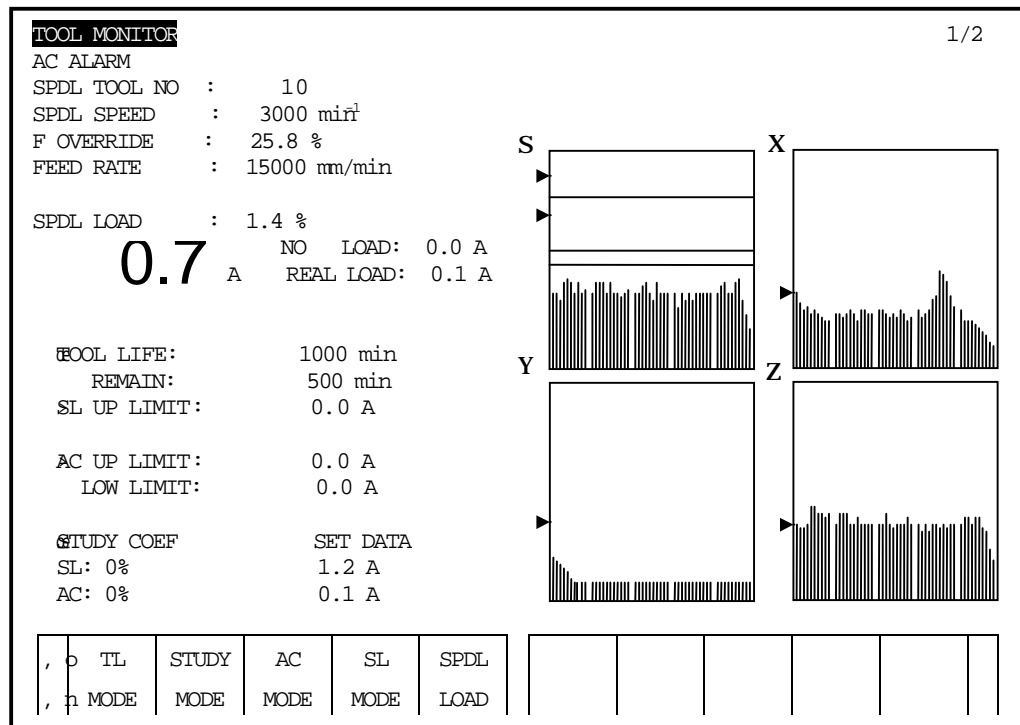 TOOL MONITOR 1/2
AC ALARM
SPDL TOOL NO : 10
SPDL SPEED : 3000 min-1
F OVERRIDE : 25.8 %
FEED RATE : 15000 mm/min
SPDL LOAD : 1.4 %
0.7 A
NO LOAD: 0.0 A
REAL LOAD: 0.1 A
TOOL LIFE: 1000 min
REMAIN: 500 min
SL UP LIMIT: 0.0 A
AC UP LIMIT: 0.0 A
LOW LIMIT: 0.0 A
STUDY COEF SET DATA
SL: 0% 1.2 A
AC: 0% 0.1 A
S
X
Y
Z
, o TL STUDY AC SL SPDL
, n MODE MODE MODE MODE LOAD